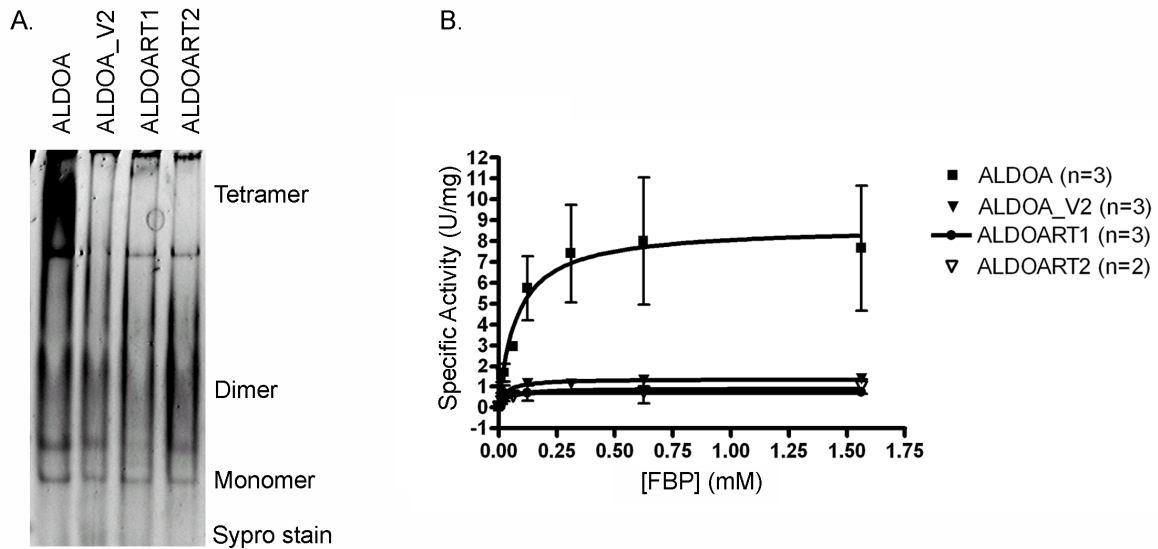 A.
ALDOA
ALDOA_V2
ALDOART1
ALDOART2
Tetramer
Dimer
Monomer
Sypro stain
B.
Specific Activity (U/mg)
12
11
10
9
8
7
6
5
4
3
2
1
0
-1
0.00 0.25 0.50 0.75 1.00 1.25 1.50 1.75
[FBP] (mM)
ALDOA (n=3)
ALDOA_V2 (n=3)
ALDOART1 (n=3)
ALDOART2 (n=2)